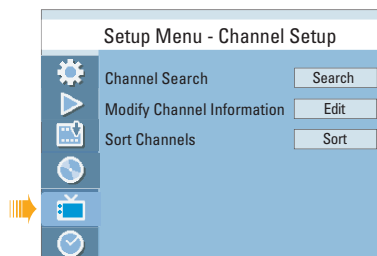 Setup Menu - Channel Setup
Channel Search Search
Modify Channel Information Edit
Sort Channels Sort